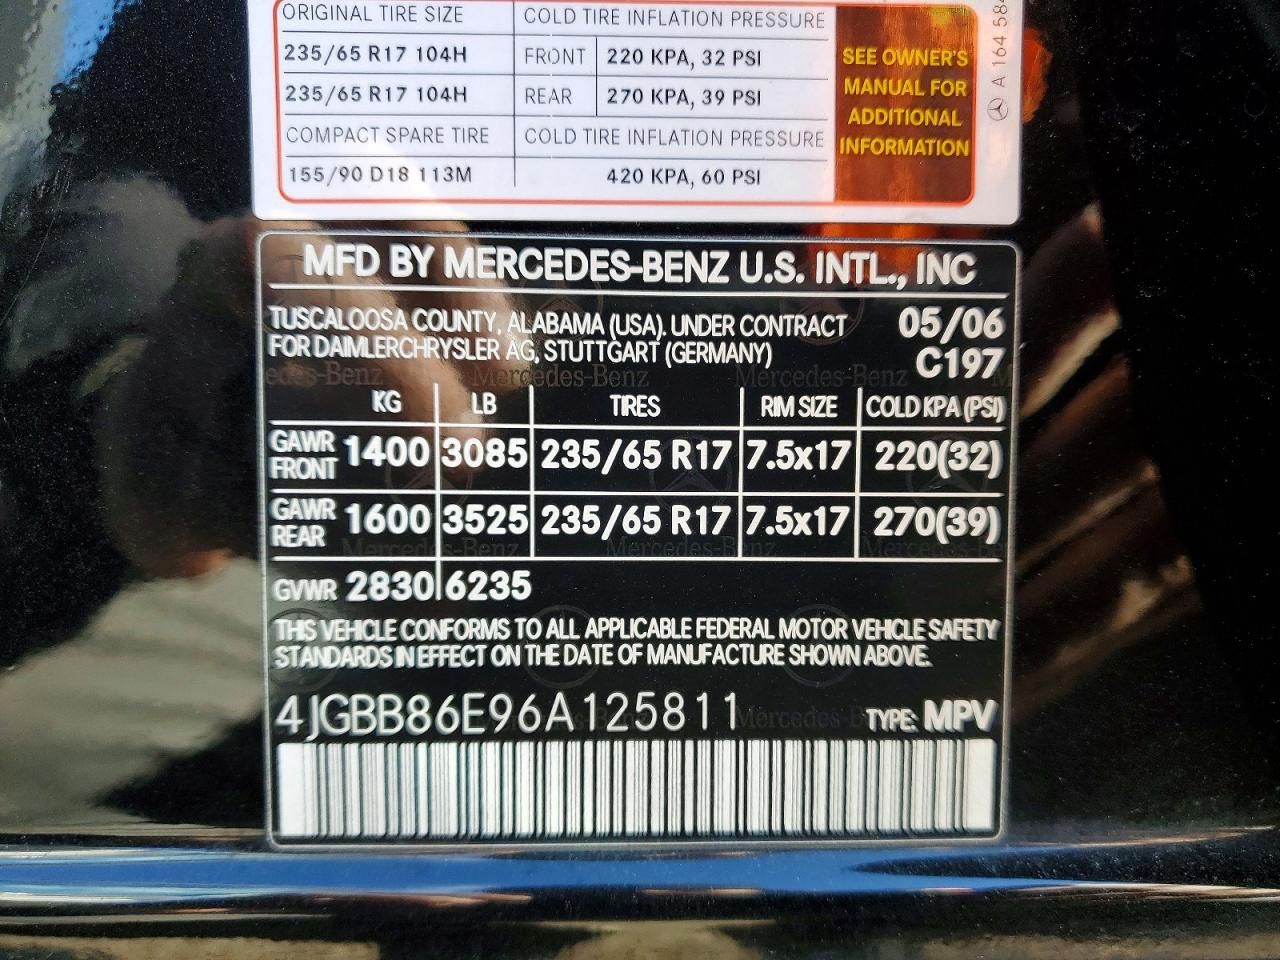 ORIGINAL TIRE SIZE COLD TIRE INFLATION PRESSURE
235/65 R17 104H FRONT 220 KPA, 32 PSI
235/65 R17 104H REAR 270 KPA, 39 PSI
COMPACT SPARE TIRE COLD TIRE INFLATION PRESSURE
155/90 D18 113M 420 KPA, 60 PSI
SEE OWNER'S
MANUAL FOR
ADDITIONAL
INFORMATION
A 164 584
MFD BY MERCEDES-BENZ U.S. INTL., INC
TUSCALOOSA COUNTY, ALABAMA (USA). UNDER CONTRACT 05/06
FOR DAIMLERCHRYSLER AG, STUTTGART (GERMANY) C197
KG LB TIRES RIM SIZE COLD KPA (PSI)
GAWR FRONT 1400 3085 235/65 R17 7.5x17 220(32)
GAWR REAR 1600 3525 235/65 R17 7.5x17 270(39)
GVWR 2830 6235
THIS VEHICLE CONFORMS TO ALL APPLICABLE FEDERAL MOTOR VEHICLE SAFETY
STANDARDS IN EFFECT ON THE DATE OF MANUFACTURE SHOWN ABOVE.
4JGBB86E96A125811 TYPE: MPV